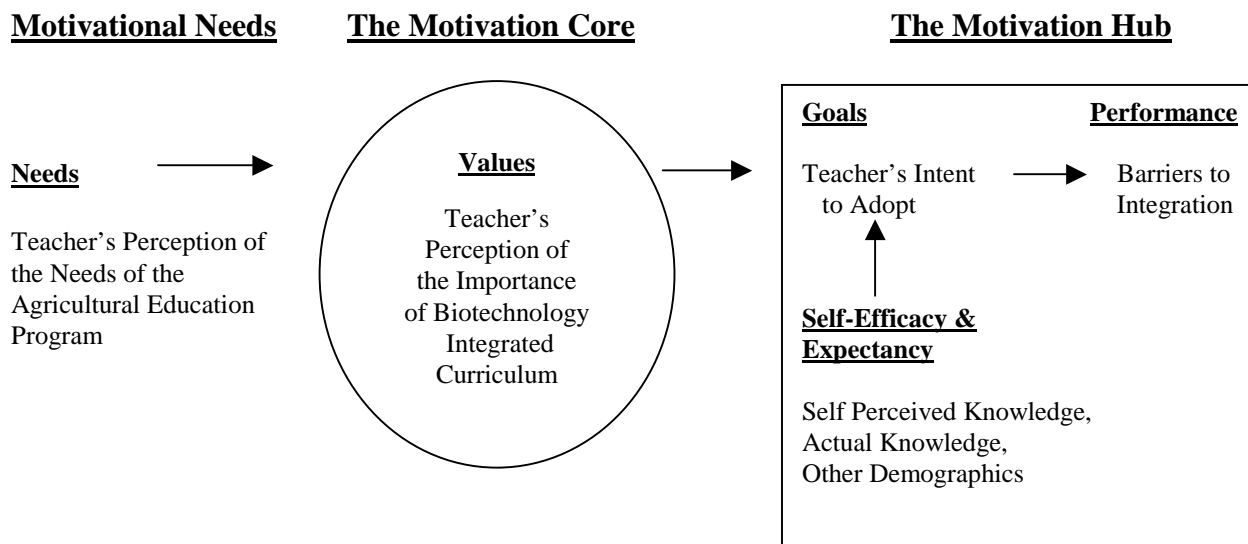 Motivational Needs
The Motivation Core
The Motivation Hub
Needs
Teacher’s Perception of
the Needs of the
Agricultural Education
Program
Values
Teacher’s
Perception of
the Importance
of Biotechnology
Integrated
Curriculum
Goals
Teacher’s Intent
to Adopt
Performance
Barriers to
Integration
Self-Efficacy &
Expectancy
Self Perceived Knowledge,
Actual Knowledge,
Other Demographics